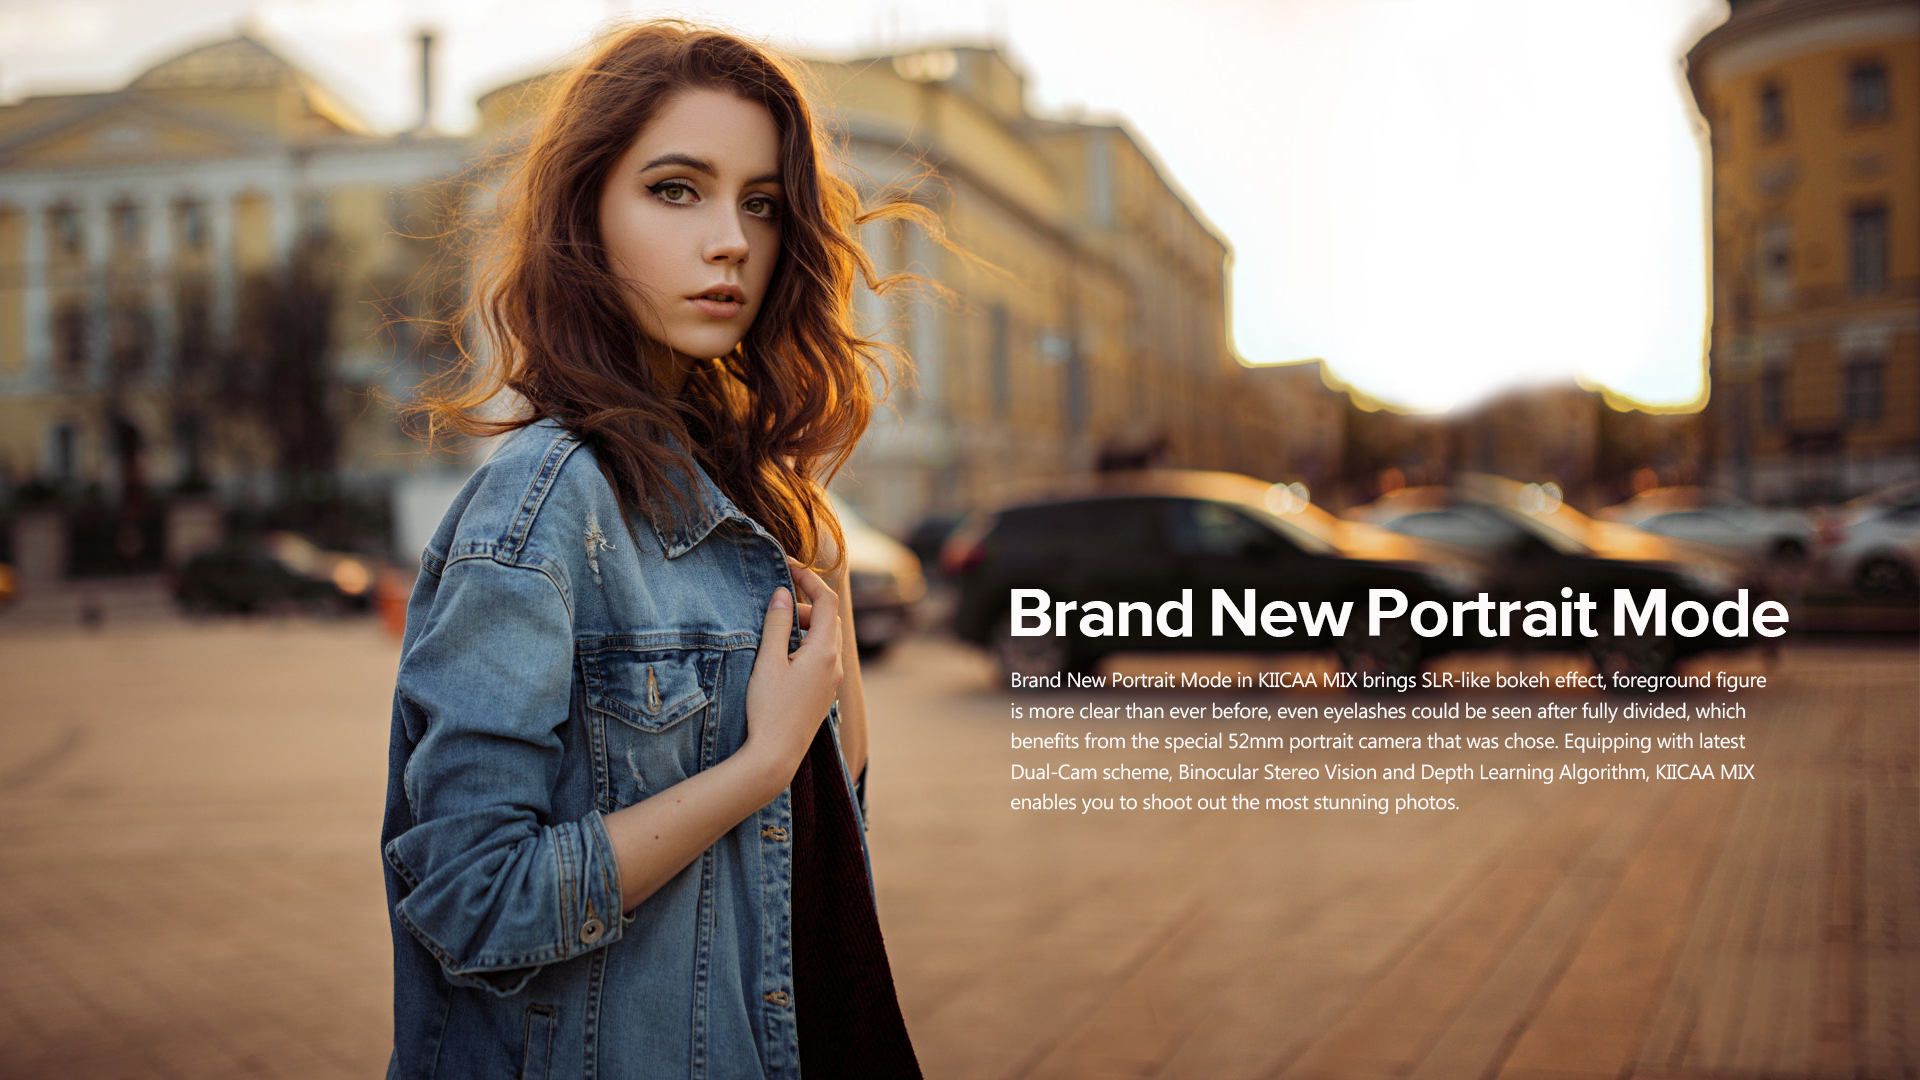 Brand New Portrait Mode
Brand New Portrait Mode in KIICAA MIX brings SLR-like bokeh effect, foreground figure
is more clear than ever before, even eyelashes could be seen after fully divided, which
benefits from the special 52mm portrait camera that was chose. Equipping with latest
Dual-Cam scheme, Binocular Stereo Vision and Depth Learning Algorithm, KIICAA MIX
enables you to shoot out the most stunning photos.